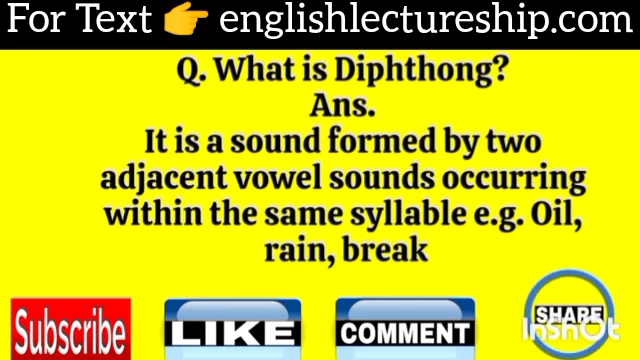 For Text 👉 englishlectureship.com
Q. What is Diphthong?
Ans.
It is a sound formed by two
adjacent vowel sounds occurring
within the same syllable e.g. Oil,
rain, break
Subscribe
LIKE
COMMENT
SHARE
InShOt